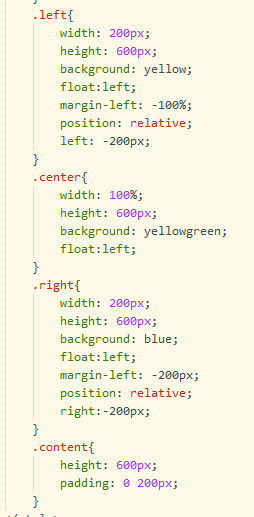 }
.left{
width: 200px;
height: 600px;
background: yellow;
float:left;
margin-left: -100%;
position: relative;
left: -200px;
}
.center{
width: 100%;
height: 600px;
background: yellowgreen;
float:left;
}
.right{
width: 200px;
height: 600px;
background: blue;
float:left;
margin-left: -200px;
position: relative;
right:-200px;
}
.content{
height: 600px;
padding: 0 200px;
}